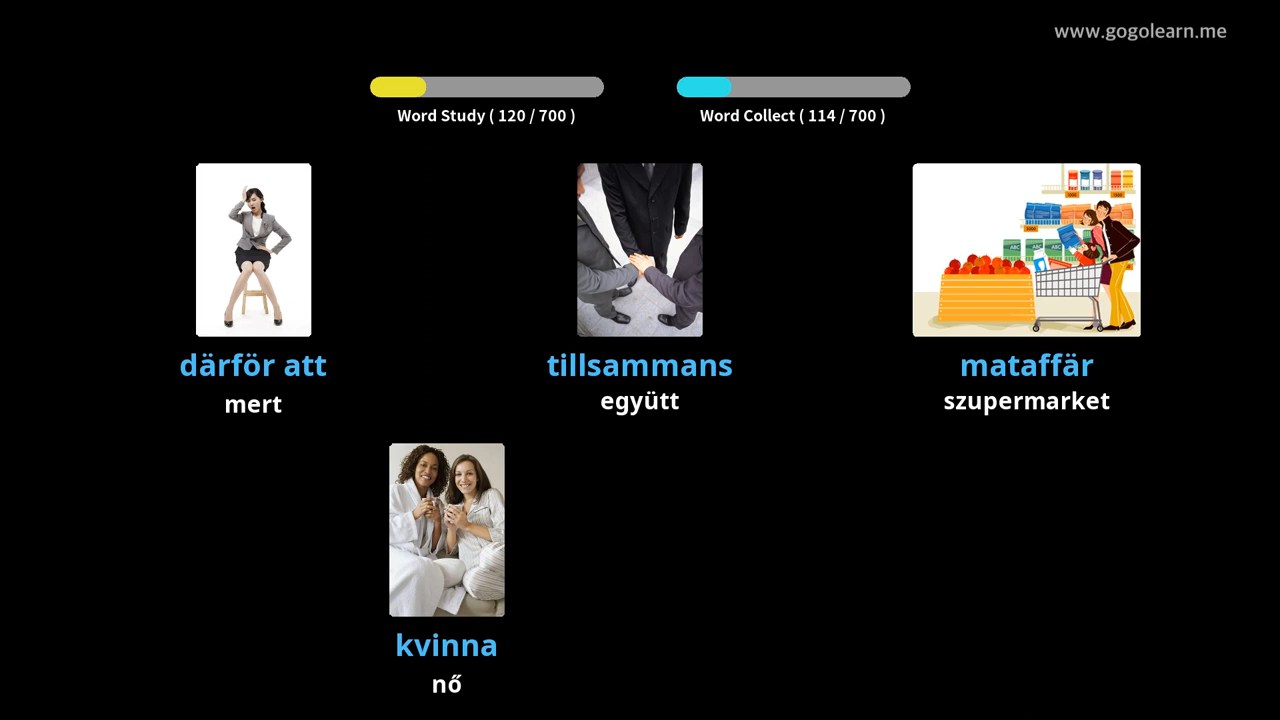 www.gogolearn.me
Word Study ( 120 / 700 )
Word Collect ( 114 / 700 )
därför att
mert
tillsammans
együtt
mataffär
szupermarket
kvinna
nő